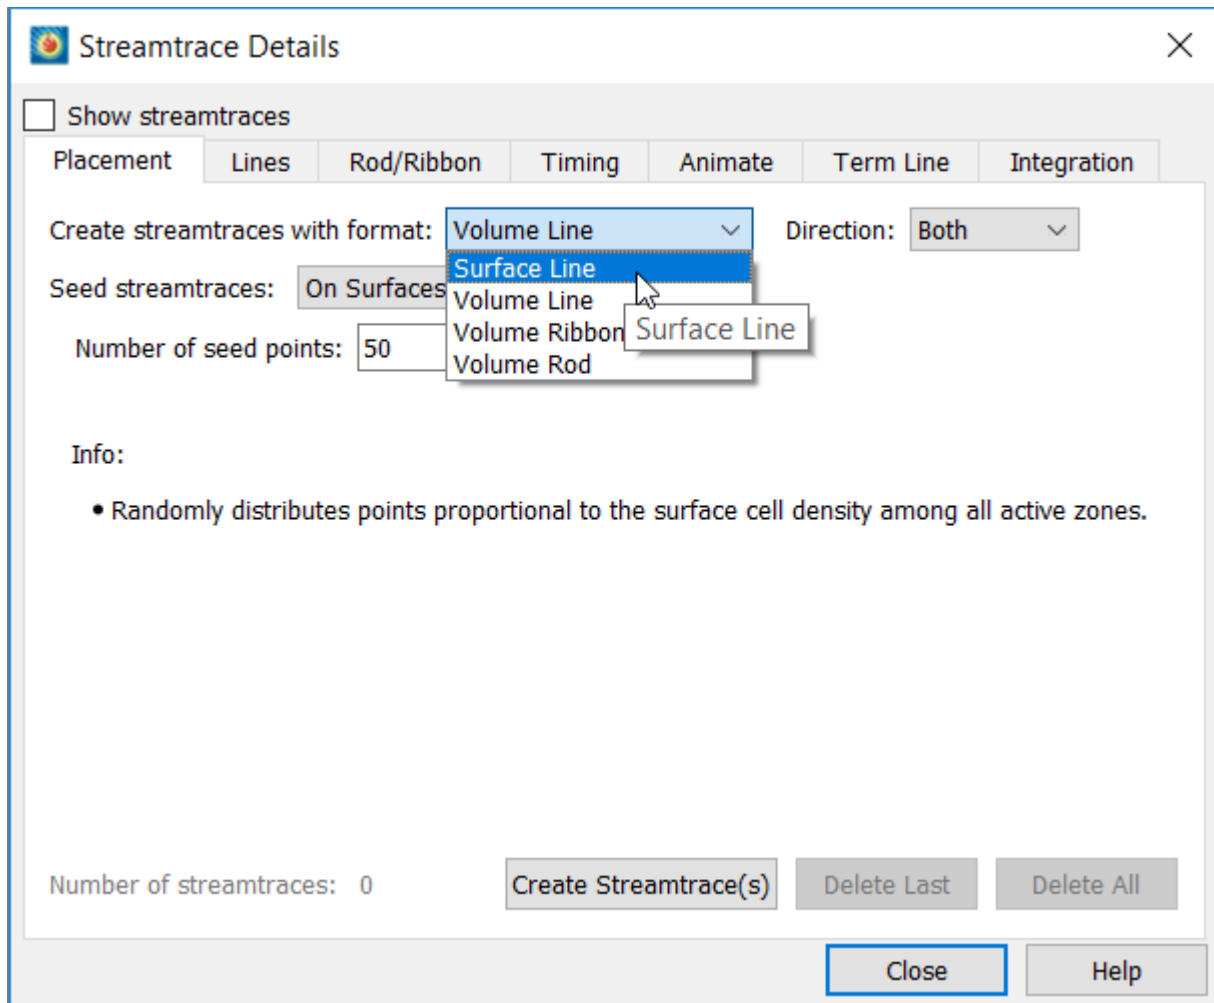 Streamtrace Details
Show streamtraces
Placement Lines Rod/Ribbon Timing Animate Term Line Integration
Create streamtraces with format: Volume Line Direction: Both
Surface Line
Seed streamtraces: On Surfaces
Volume Line
Volume Ribbon
Surface Line
Number of seed points: 50
Volume Rod
Info:
• Randomly distributes points proportional to the surface cell density among all active zones.
Number of streamtraces: 0 Create Streamtrace(s) Delete Last Delete All
Close Help